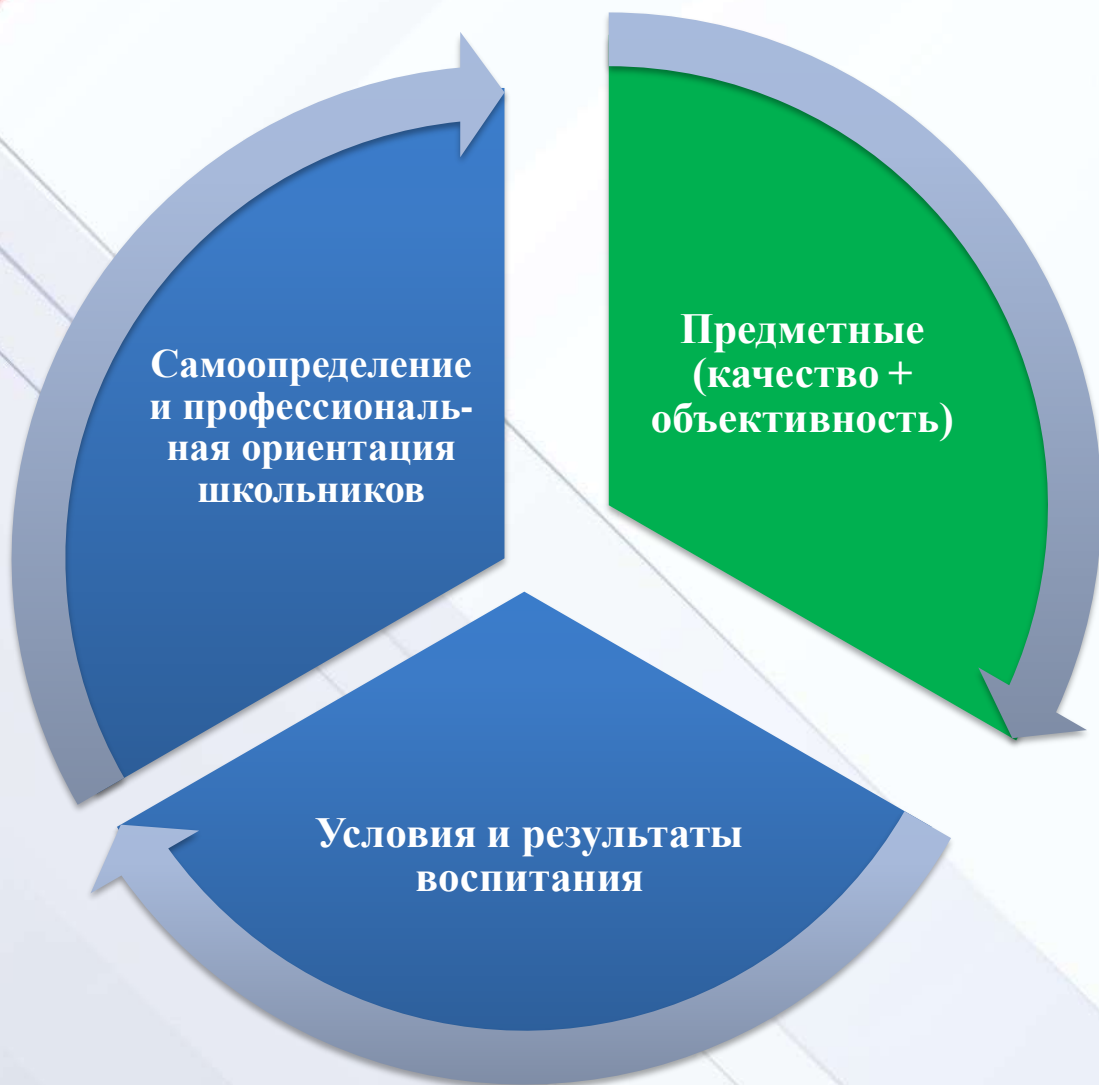 Самоопределение
и профессиональ-
ная ориентация
школьников
Предметные
(качество +
объективность)
Условия и результаты
воспитания